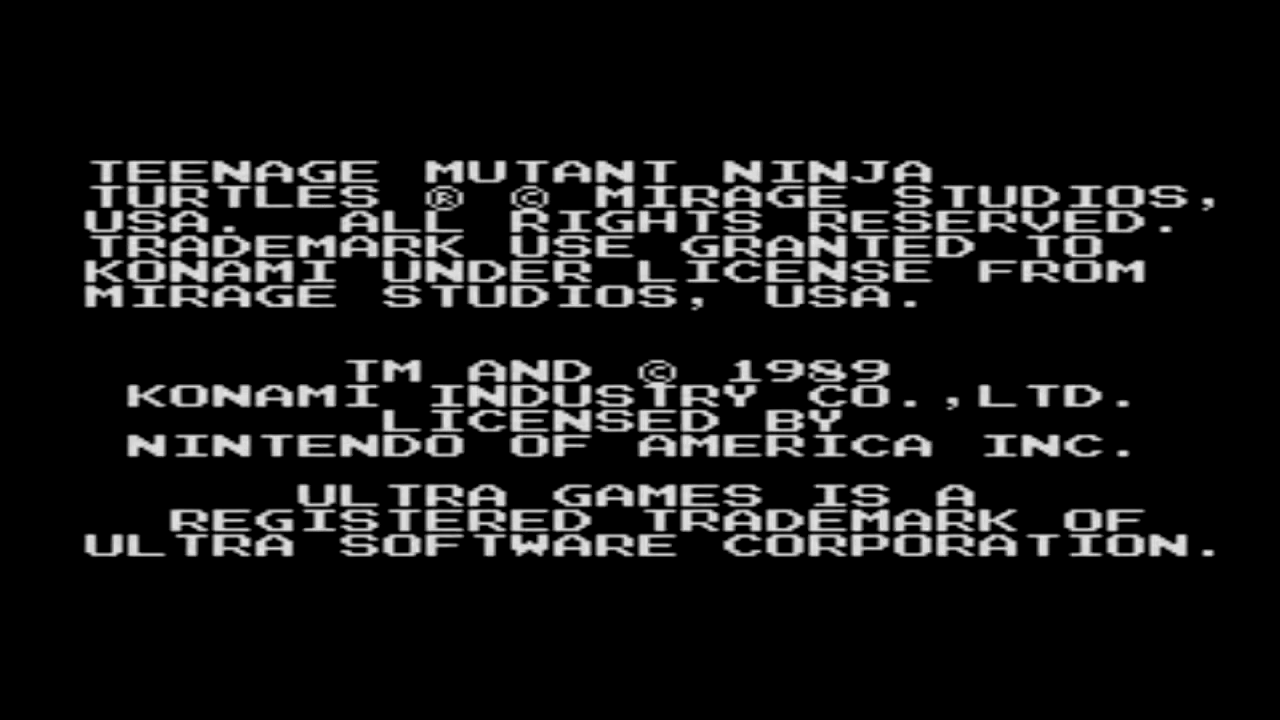 TEENAGE MUTANT NINJA
TURTLES ® © MIRAGE STUDIOS,
USA. ALL RIGHTS RESERVED.
TRADEMARK USE GRANTED TO
KONAMI UNDER LICENSE FROM
MIRAGE STUDIOS, USA.
TM AND © 1989
KONAMI INDUSTRY CO.,LTD.
LICENSED BY
NINTENDO OF AMERICA INC.
ULTRA GAMES IS A
REGISTERED TRADEMARK OF
ULTRA SOFTWARE CORPORATION.